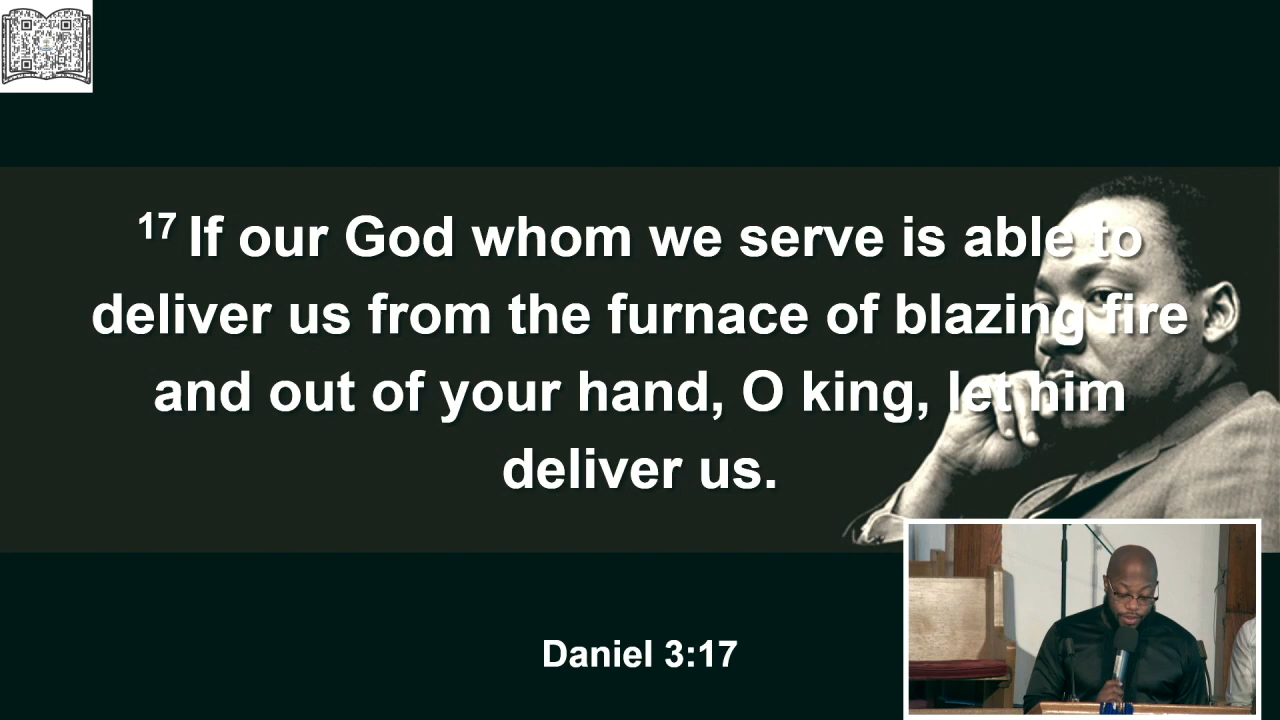 17 If our God whom we serve is able to
deliver us from the furnace of blazing fire
and out of your hand, O king, let him
deliver us.
Daniel 3:17